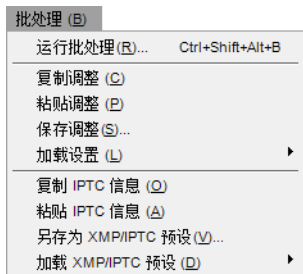 批处理 (B)
运行批处理(R)... Ctrl+Shift+Alt+B
复制调整 (C)
粘贴调整 (P)
保存调整(S)...
加载设置 (L)
复制 IPTC 信息 (O)
粘贴 IPTC 信息 (A)
另存为 XMP/IPTC 预设(V)...
加载 XMP/IPTC 预设 (D)